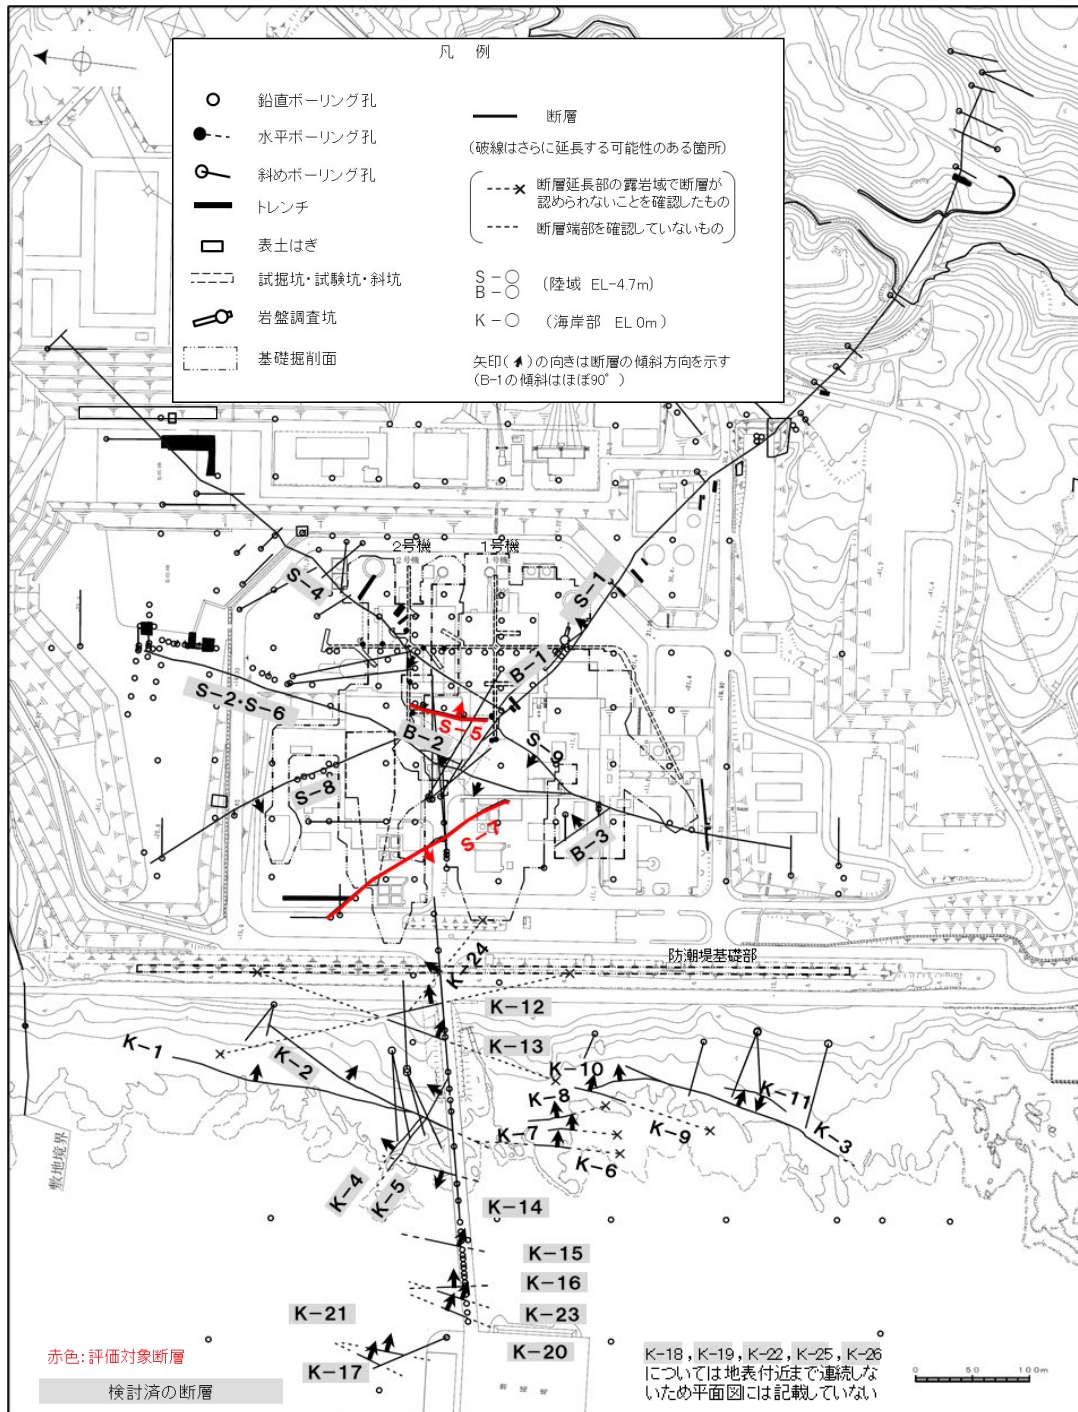 凡 例
鉛直ボーリング孔
水平ボーリング孔
斜めボーリング孔
トレンチ
表土はぎ
試掘坑・試験坑・斜坑
岩盤調査坑
基礎掘削面
断層
(破線はさらに延長する可能性のある箇所)
断層延長部の露岩域で断層が
認められないことを確認したもの
断層端部を確認していないもの
S-○
B-○
(陸域 EL-4.7m)
K-○ (海岸部 EL 0m)
矢印( )の向きは断層の傾斜方向を示す
(B-1の傾斜はほぼ90°)
2号機
1号機
2号機
1号機
S-4
S-1
B-1
S-2・S-6
S-5
B-2
S-9
S-8
S-7
B-3
防潮堤基礎部
K-24
K-12
K-1
K-2
K-13
K-10
K-11
K-8
K-9
K-7
K-3
K-6
敷地境界
K-4
K-5
K-14
K-15
K-16
K-21
K-23
K-20
K-17
赤色:評価対象断層
検討済の断層
K-18, K-19, K-22, K-25, K-26
については地表付近まで連続しな
いため平面図には記載していない
0 50 100m